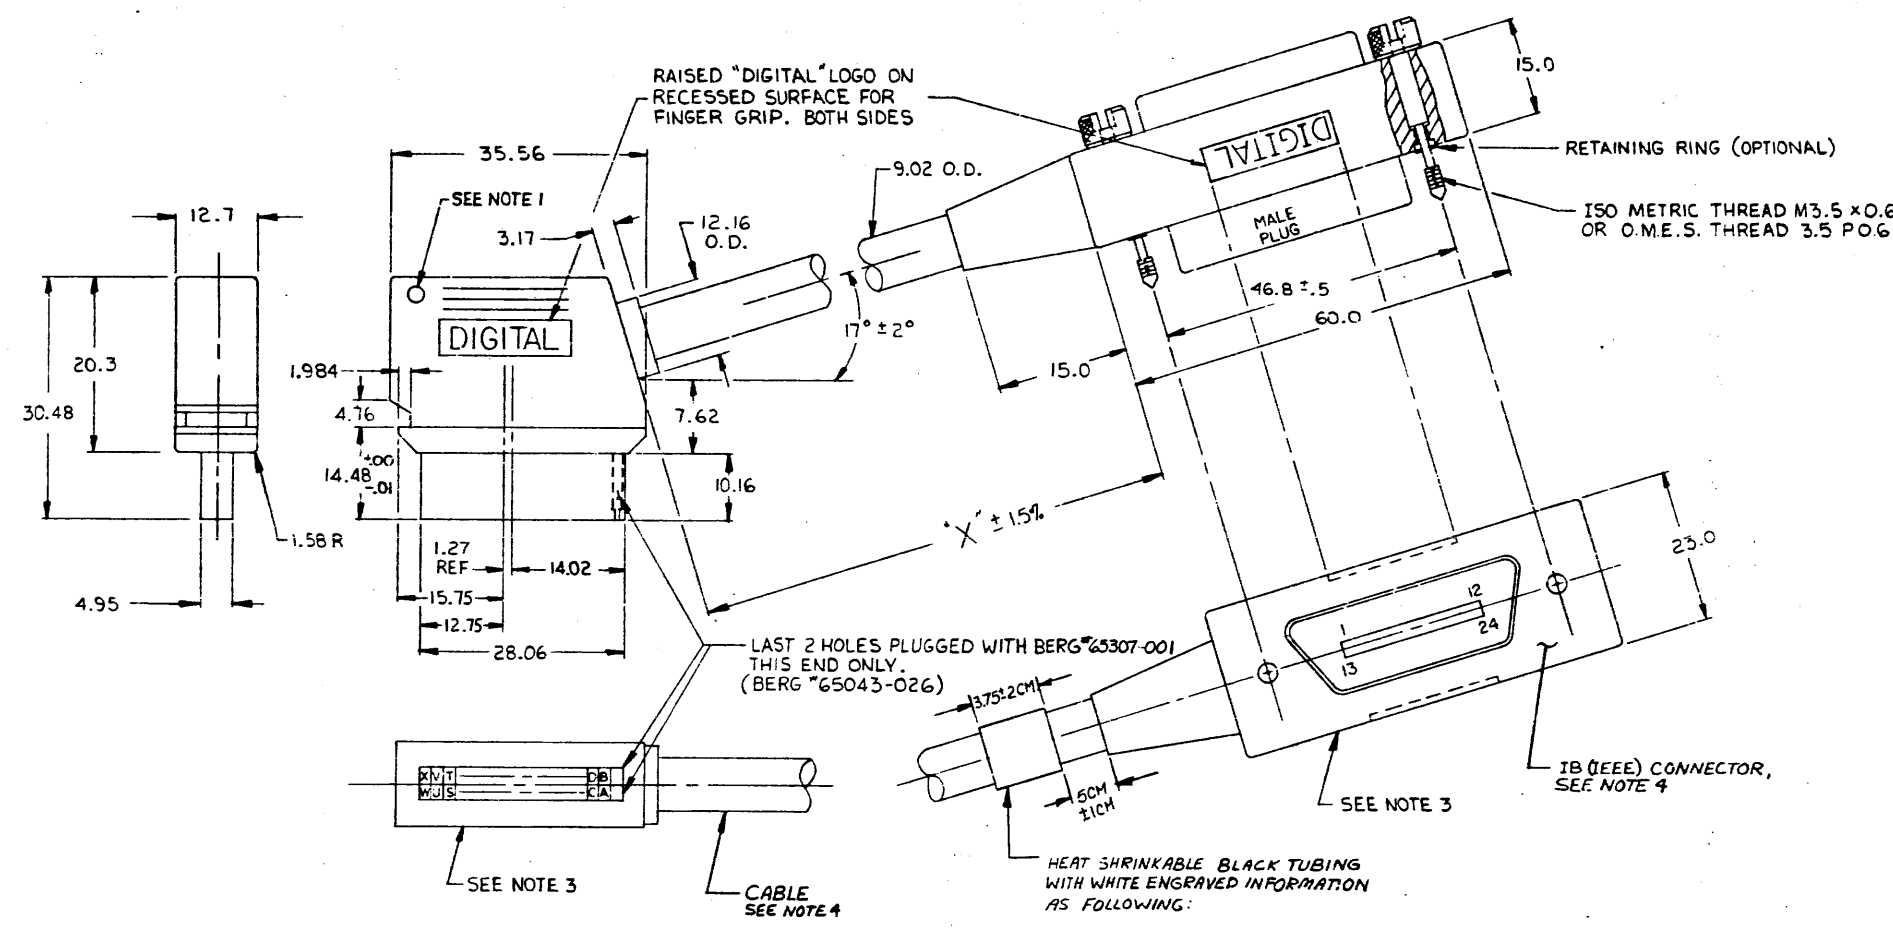 RAISED "DIGITAL" LOGO ON
RECESSED SURFACE FOR
FINGER GRIP. BOTH SIDES
15.0
RETAINING RING (OPTIONAL)
ISO METRIC THREAD M3.5 x 0.6
OR O.M.E.S. THREAD 3.5 P0.6
DIGITAL
MALE
PLUG
9.02 O.D.
35.56
SEE NOTE 1
12.7
3.17
12.16
O.D.
46.8 ±.5
60.0
15.0
17° ± 2°
DIGITAL
20.3
30.48
1.984
4.76
7.62
14.48 +.00
-.01
10.16
1.58 R
4.95
1.27
REF
14.02
15.75
12.75
28.06
"X" ± 1.5%
23.0
LAST 2 HOLES PLUGGED WITH BERG #65307-001
THIS END ONLY.
(BERG #65043-026)
1
12
13
24
3.75±2CM
5CM
±1CM
X V T
D B
W U S
C A
SEE NOTE 3
CABLE
SEE NOTE 4
SEE NOTE 3
IB (IEEE) CONNECTOR,
SEE NOTE 4
HEAT SHRINKABLE BLACK TUBING
WITH WHITE ENGRAVED INFORMATION
AS FOLLOWING: